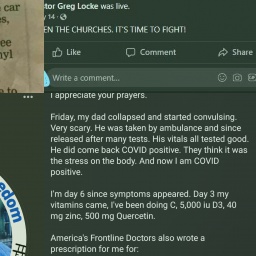 car
stor Greg Locke was live.
14
EN THE CHURCHES. IT'S TIME TO FIGHT!
Like Comment Share
Write a comment...
I appreciate your prayers.
Friday, my dad collapsed and started convulsing.
Very scary. He was taken by ambulance and since
released after many tests. His vitals all tested good.
He did come back COVID positive. They think it was
the stress on the body. And now I am COVID
positive.
I'm day 6 since symptoms appeared. Day 3 my
vitamins came, I've been doing C, 5,000 iu D3, 40
mg zinc, 500 mg Quercetin.
America's Frontline Doctors also wrote a
prescription for me for: